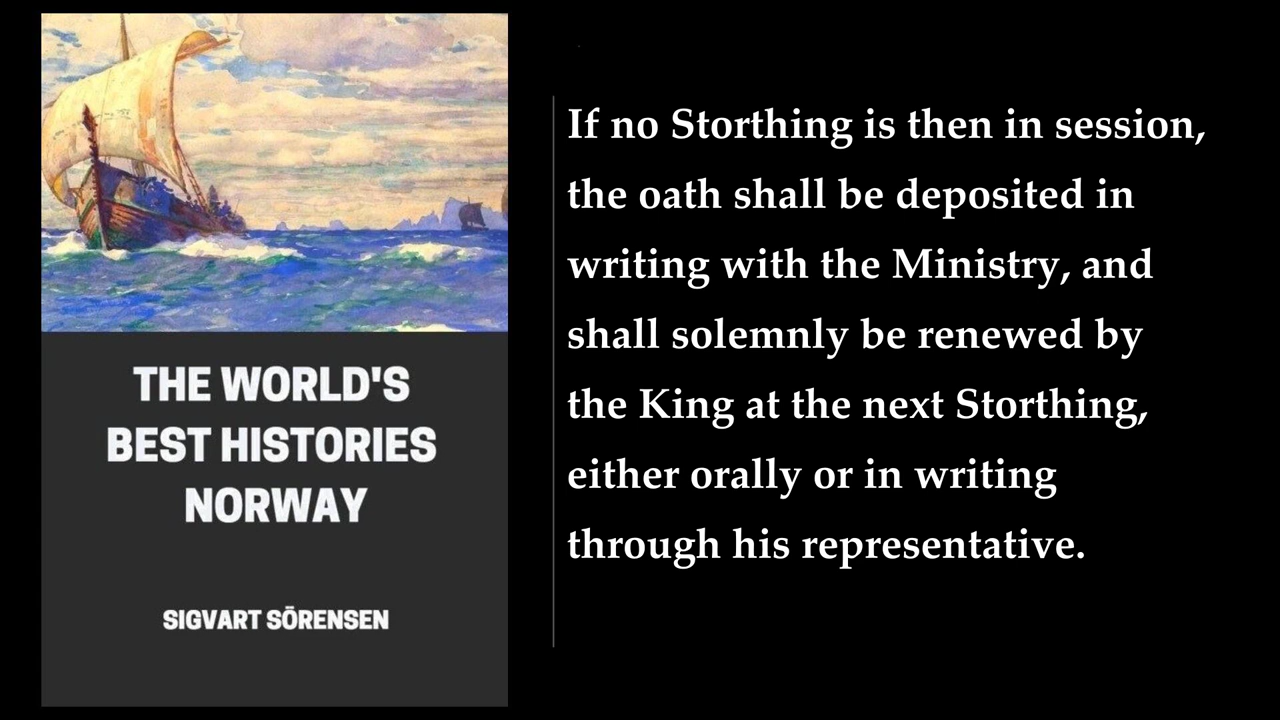 THE WORLD'S
BEST HISTORIES
NORWAY
SIGVART SÖRENSEN
If no Storthing is then in session,
the oath shall be deposited in
writing with the Ministry, and
shall solemnly be renewed by
the King at the next Storthing,
either orally or in writing
through his representative.